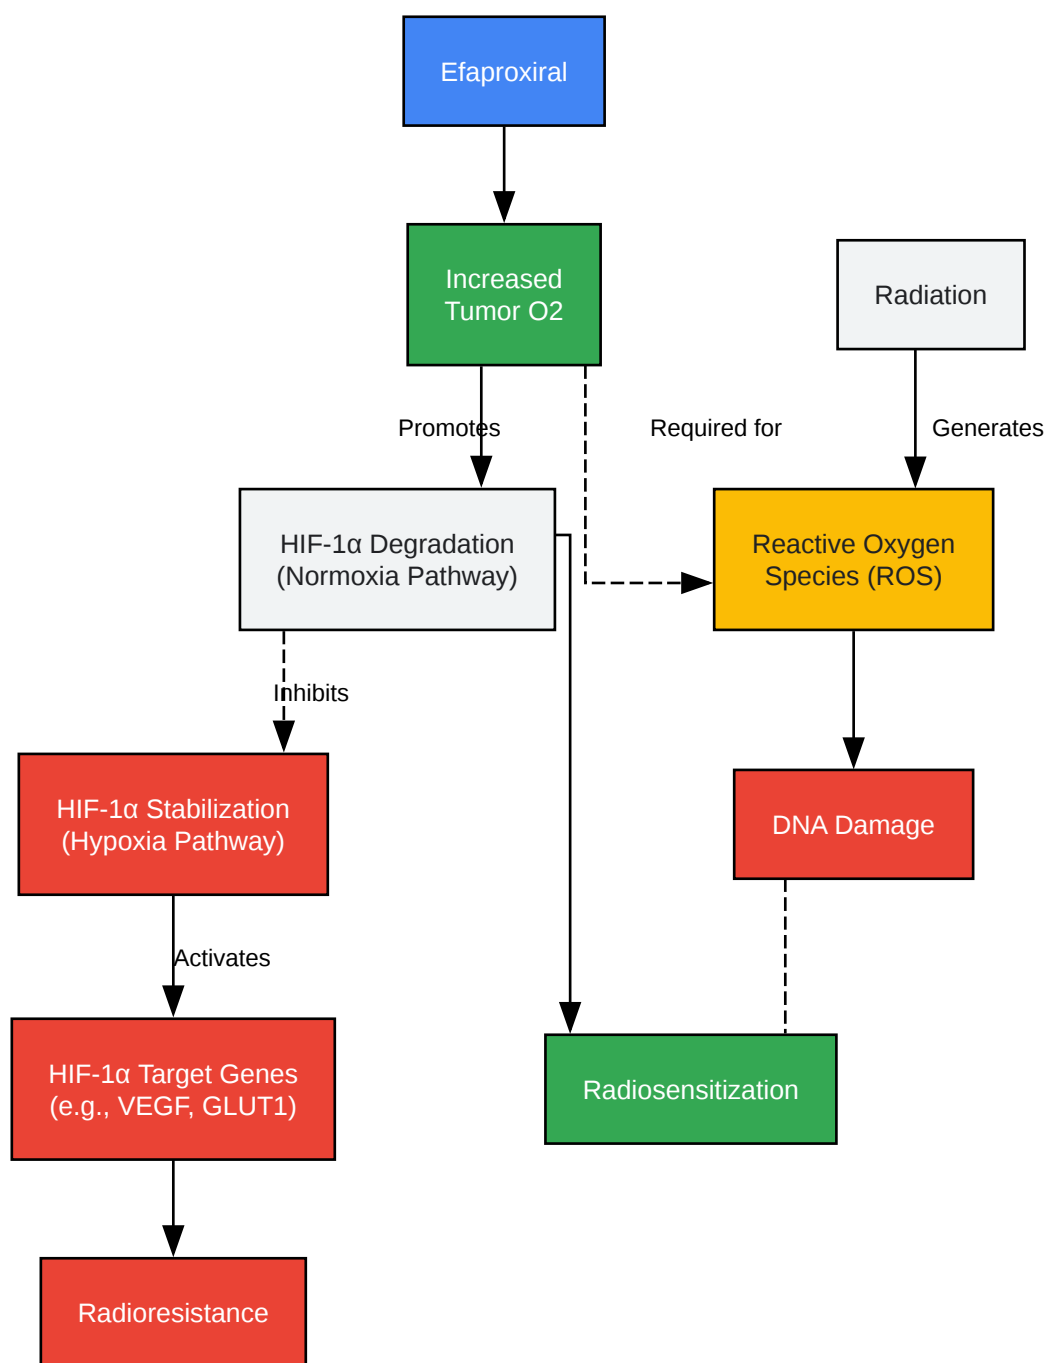 Efaproxiral
Increased
Tumor O2
Radiation
Promotes
Required for
Generates
HIF-1α Degradation
(Normoxia Pathway)
Reactive Oxygen
Species (ROS)
Inhibits
HIF-1α Stabilization
(Hypoxia Pathway)
DNA Damage
Activates
HIF-1α Target Genes
(e.g., VEGF, GLUT1)
Radiosensitization
Radioresistance